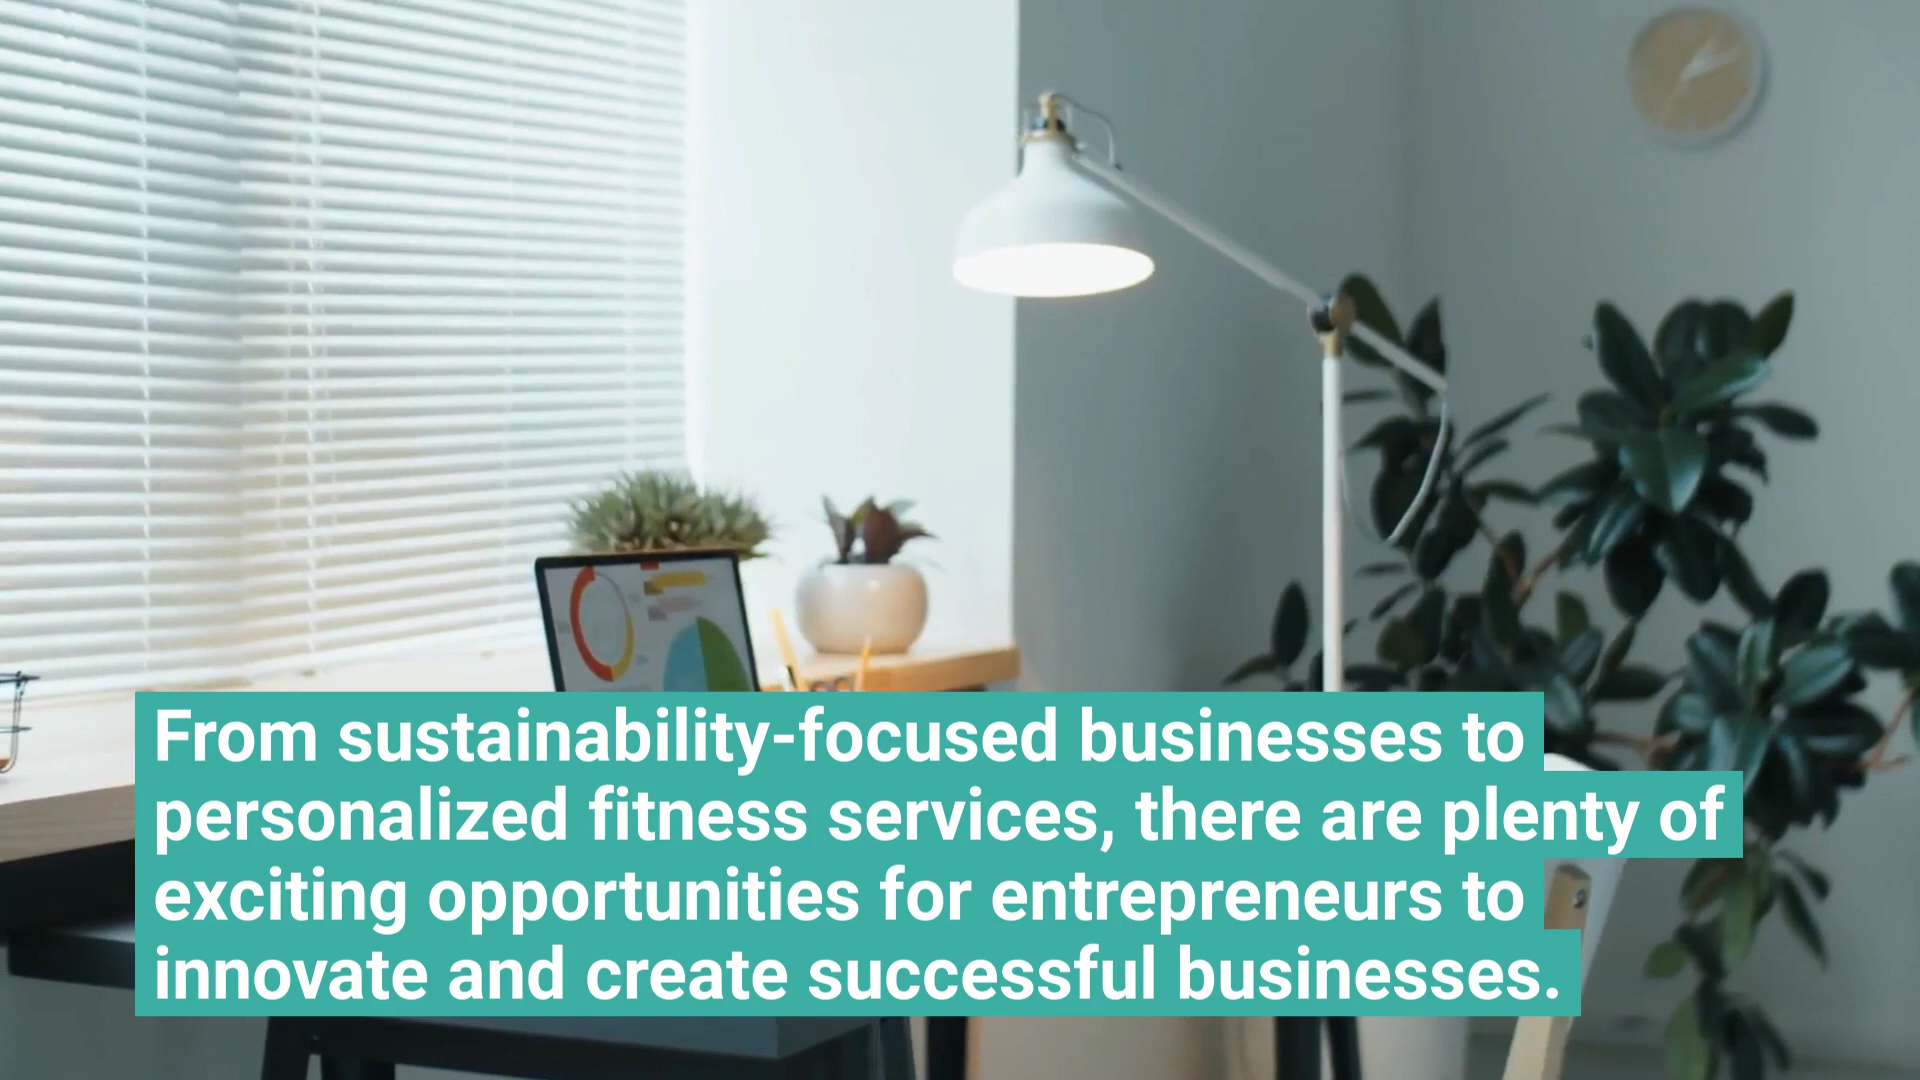 From sustainability-focused businesses to
personalized fitness services, there are plenty of
exciting opportunities for entrepreneurs to
innovate and create successful businesses.